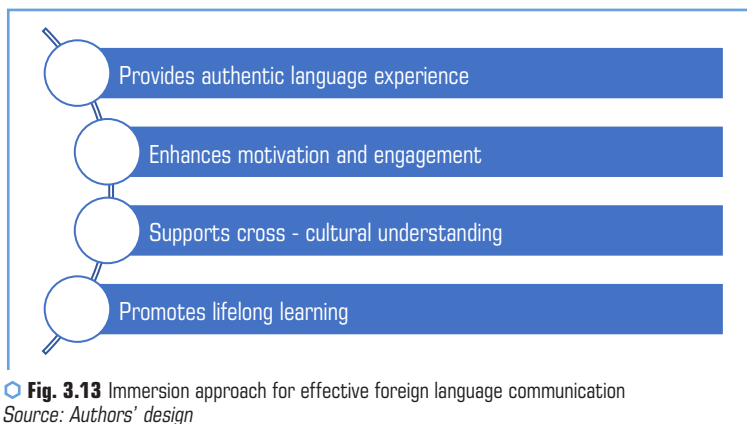 Provides authentic language experience
Enhances motivation and engagement
Supports cross - cultural understanding
Promotes lifelong learning
Fig. 3.13 Immersion approach for effective foreign language communication
Source: Authors’ design